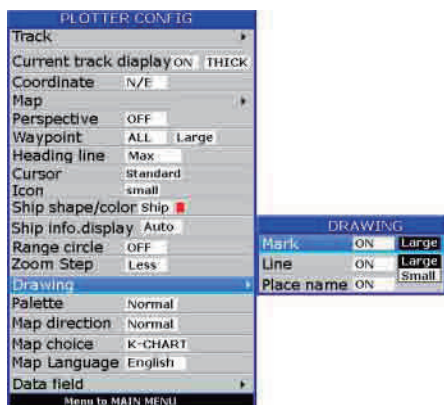 PLOTTER CONFIG
Track
Current track diaplay ON THICK
Coordinate N/E
Map
Perspective OFF
Waypoint ALL Large
Heading line Max
Cursor Standard
Icon small
Ship shape/color Ship
Ship info.display Auto
Range circle OFF
Zoom Step Less
Drawing
Palette Normal
Map direction Normal
Map choice K-CHART
Map Language English
Data field
Menu to MAIN MENU
DRAWING
Mark ON Large
Line ON Large
Small
Place name ON